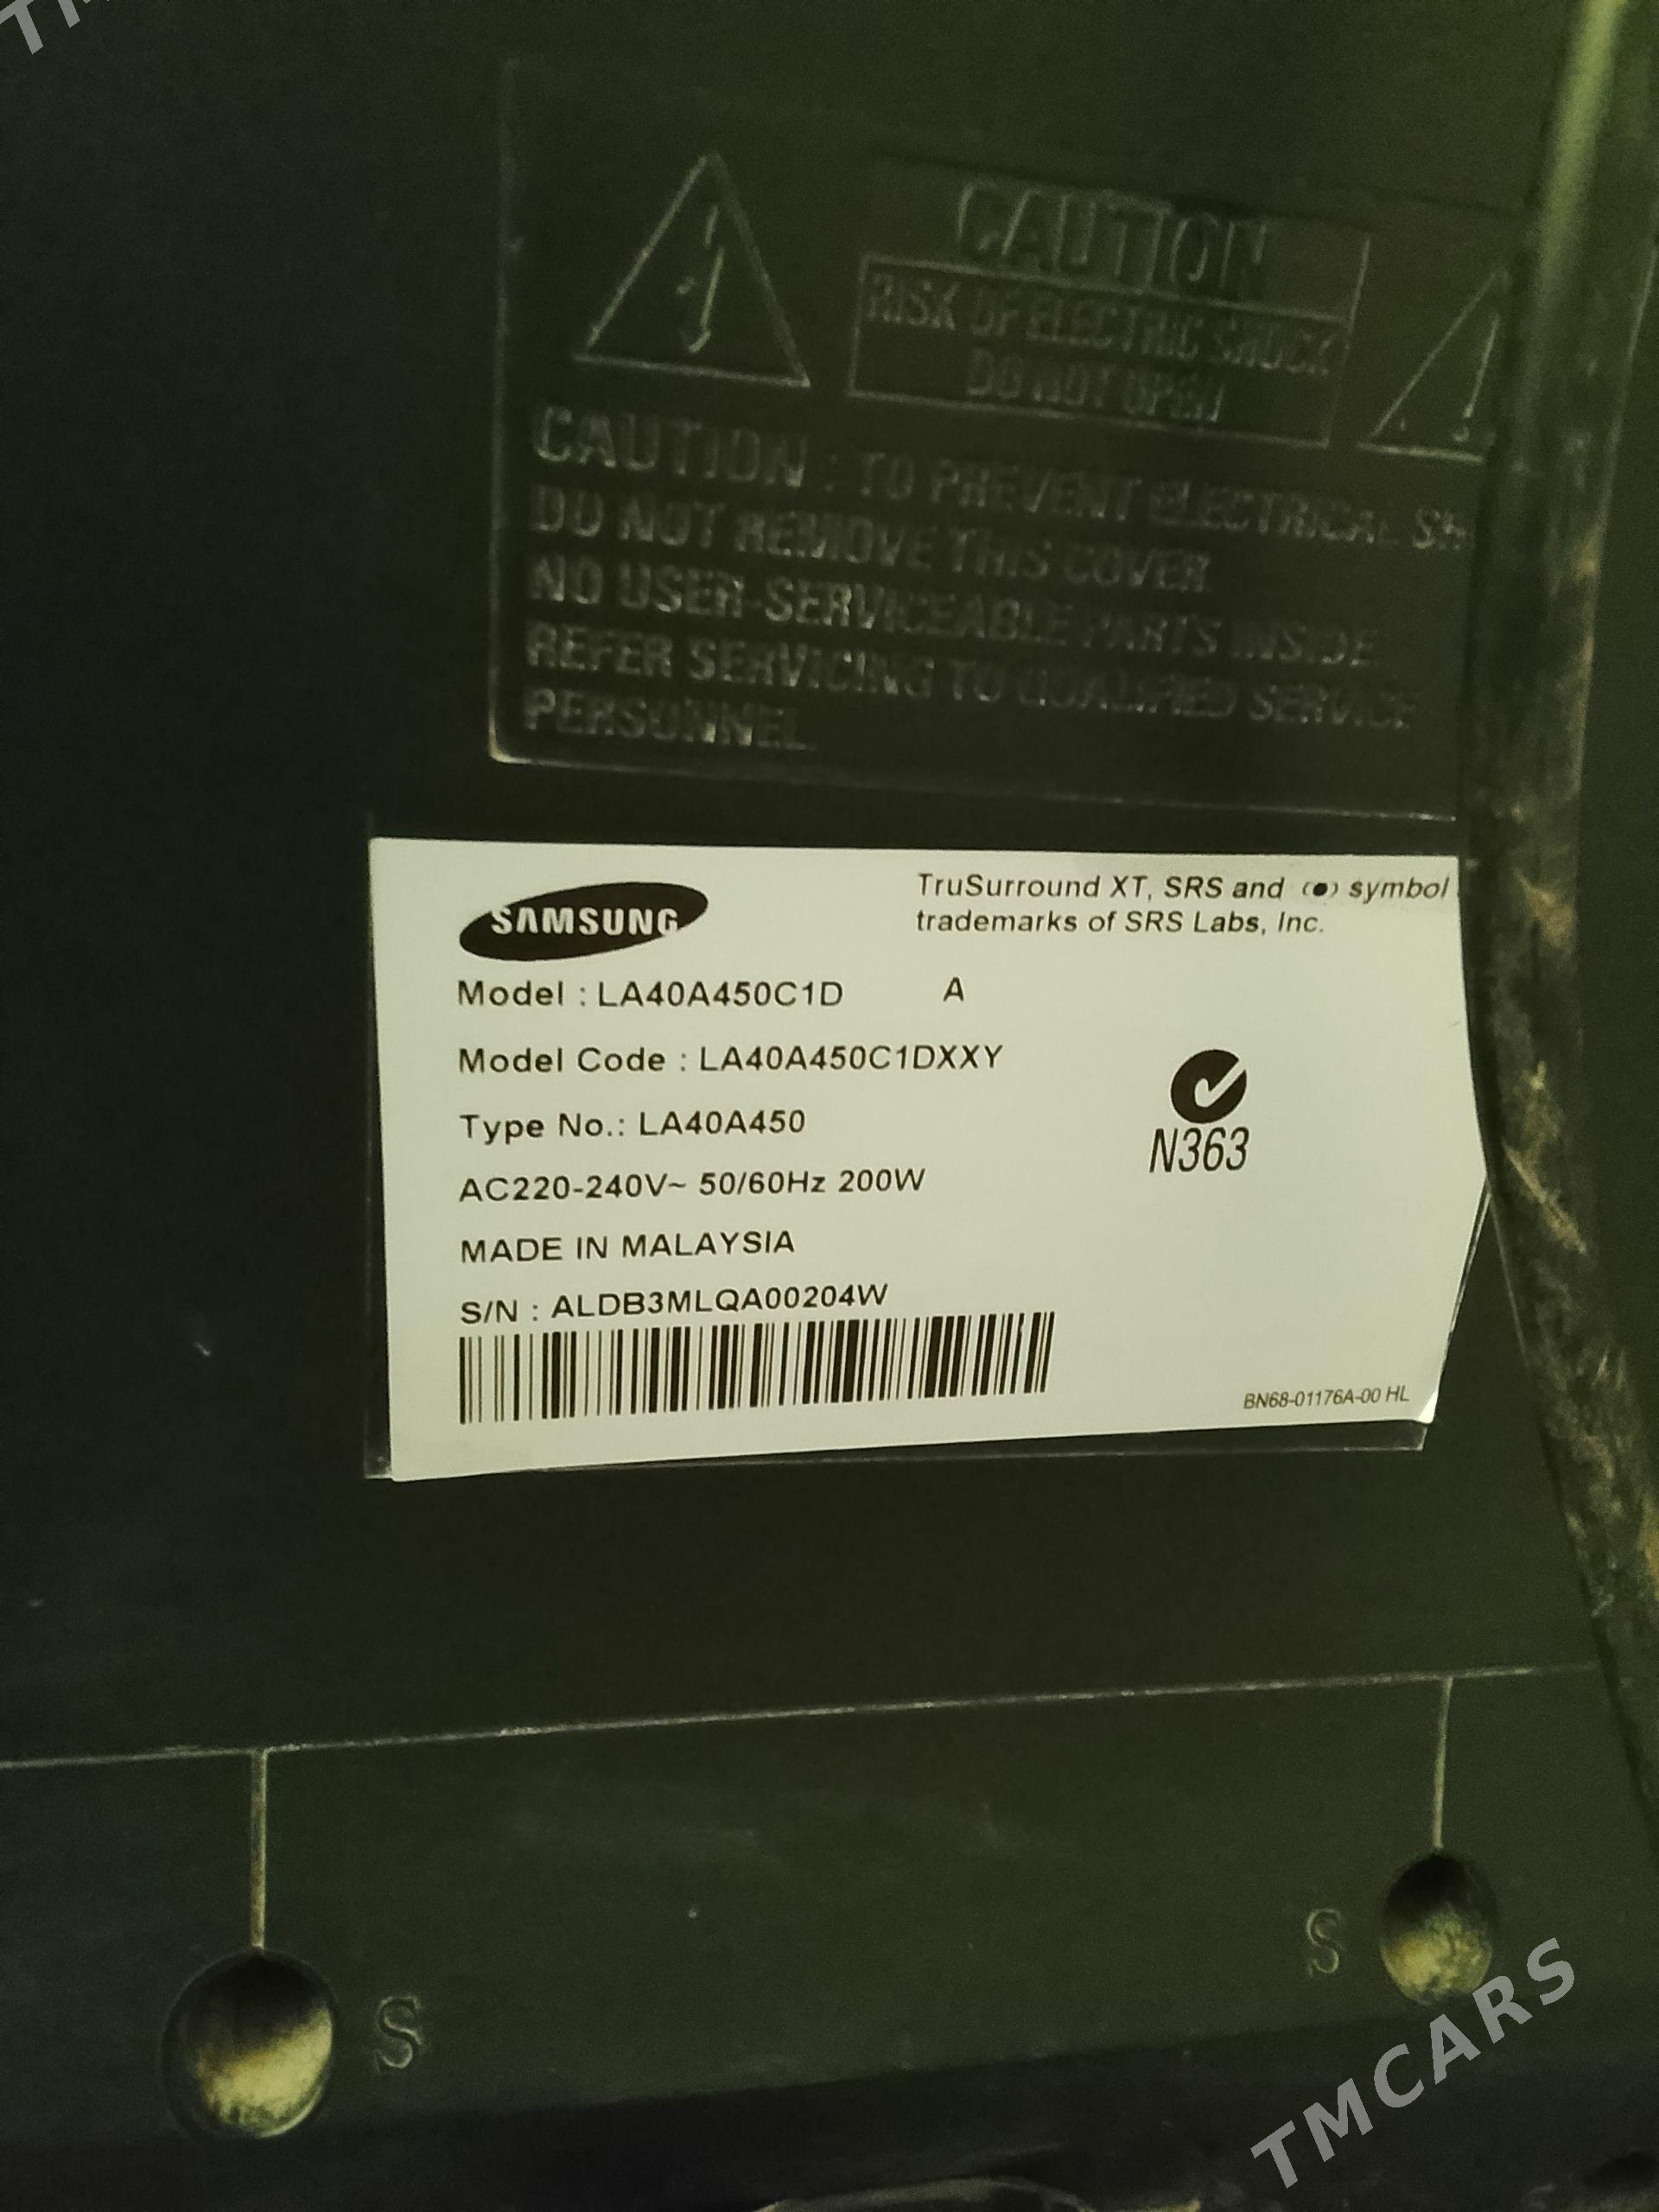 CAUTION
RISK OF ELECTRIC SHOCK
DO NOT OPEN
CAUTION : TO PREVENT ELECTRICAL SH
DO NOT REMOVE THIS COVER.
NO USER-SERVICEABLE PARTS INSIDE
REFER SERVICING TO QUALIFIED SERVICE
PERSONNEL.
SAMSUNG
TruSurround XT, SRS and (●) symbol
trademarks of SRS Labs, Inc.
Model : LA40A450C1D A
Model Code : LA40A450C1DXXY
Type No.: LA40A450
N363
AC220-240V~ 50/60Hz 200W
MADE IN MALAYSIA
S/N : ALDB3MLQA00204W
BN68-01176A-00 HL
S
S
TMCARS